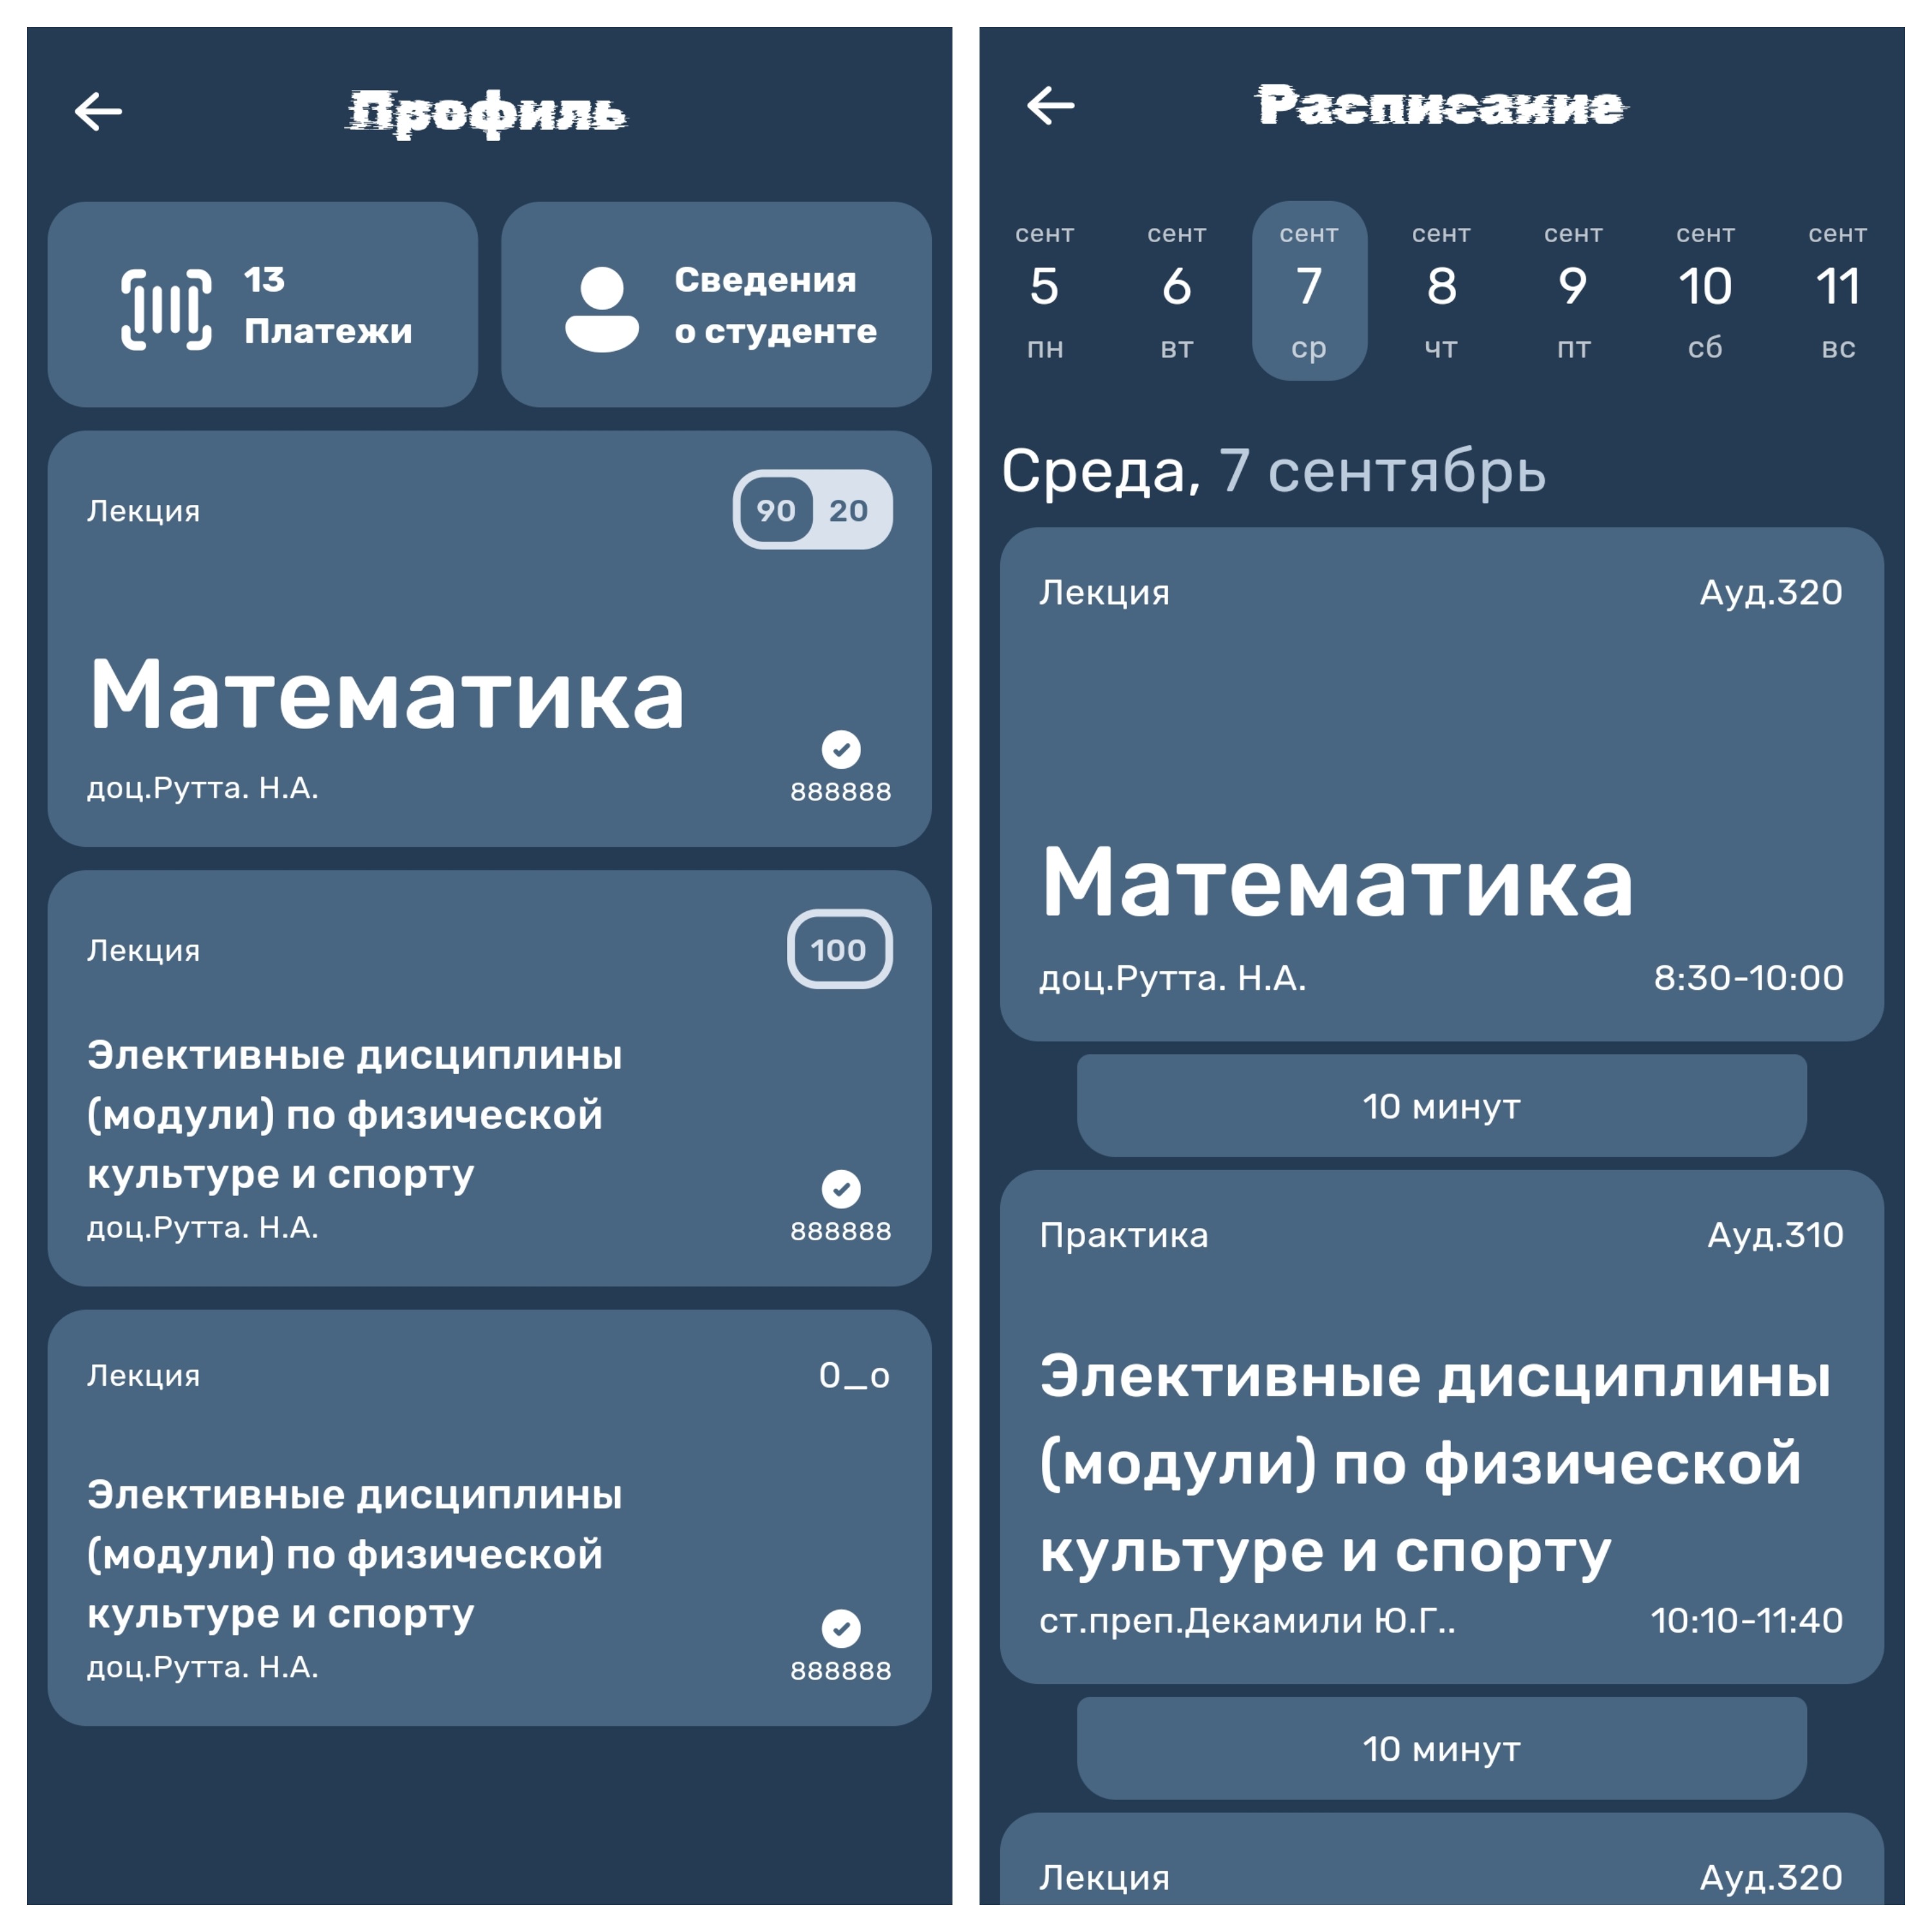 Профиль
13
Платежи
Сведения
о студенте
Лекция
90 20
Математика
доц.Рутта. Н.А.
888888
Лекция
100
Элективные дисциплины
(модули) по физической
культуре и спорту
доц.Рутта. Н.А.
888888
Лекция
0_o
Элективные дисциплины
(модули) по физической
культуре и спорту
доц.Рутта. Н.А.
888888
Расписание
сент сент сент сент сент сент сент
5 6 7 8 9 10 11
пн вт ср чт пт сб вс
Среда, 7 сентябрь
Лекция Ауд.320
Математика
доц.Рутта. Н.А. 8:30-10:00
10 минут
Практика Ауд.310
Элективные дисциплины
(модули) по физической
культуре и спорту
ст.преп.Декамили Ю.Г.. 10:10-11:40
10 минут
Лекция Ауд.320